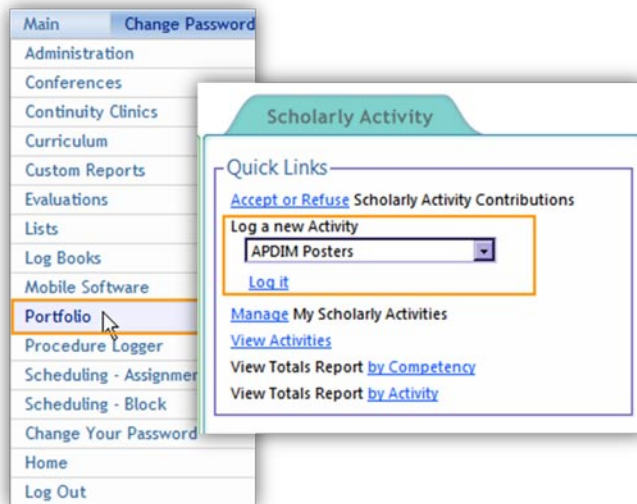 Main Change Password
Administration
Conferences
Continuity Clinics
Curriculum
Custom Reports
Evaluations
Lists
Log Books
Mobile Software
Portfolio
Procedure Logger
Scheduling -
Scheduling - Block
Change Your Password
Home
Log Out
Scholarly Activity
Quick Links
Accept or Refuse Scholarly Activity Contributions
Log a new Activity
APDIM Posters
Log it
Manage My Scholarly Activities
View Activities
View Totals Report by Competency
View Totals Report by Activity